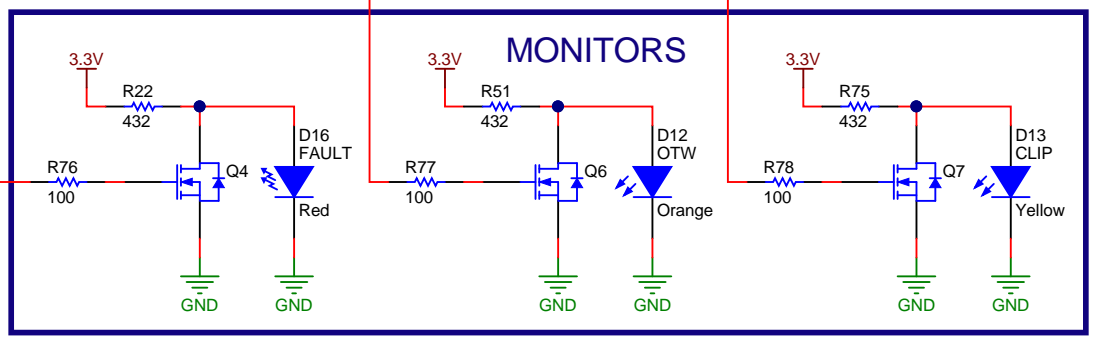 MONITORS
3.3V
3.3V
3.3V
R22
R51
R75
432
432
432
D16
D12
D13
FAULT
OTW
CLIP
R76
Q4
R77
Q6
R78
Q7
100
100
100
Red
Orange
Yellow
GND
GND
GND
GND
GND
GND